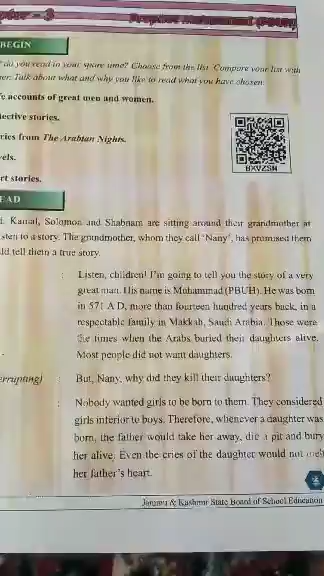 pter - 3
Prophet Muhammad (PBUH)
BEGIN
do you read in your spare time? Choose from the list. Compare your list with
ner. Talk about what and why you like to read what you have chosen:
e accounts of great men and women.
tective stories.
ries from The Arabian Nights.
vels.
rt stories.
BXVZSN
EAD
l, Kamal, Solomon and Shabnam are sitting around their grandmother at
sten to a story. The grandmother, whom they call 'Nany', has promised them
ld tell them a true story.
: Listen, children! I'm going to tell you the story of a very
great man. His name is Muhammad (PBUH). He was born
in 571 A D, more than fourteen hundred years back, in a
respectable family in Makkah, Saudi Arabia. Those were
the times when the Arabs buried their daughters alive.
Most people did not want daughters.
errupting) : But, Nany, why did they kill their daughters?
: Nobody wanted girls to be born to them. They considered
girls inferior to boys. Therefore, whenever a daughter was
born, the father would take her away, dig a pit and bury
her alive. Even the cries of the daughter would not melt
her father's heart.
Jammu & Kashmir State Board of School Education